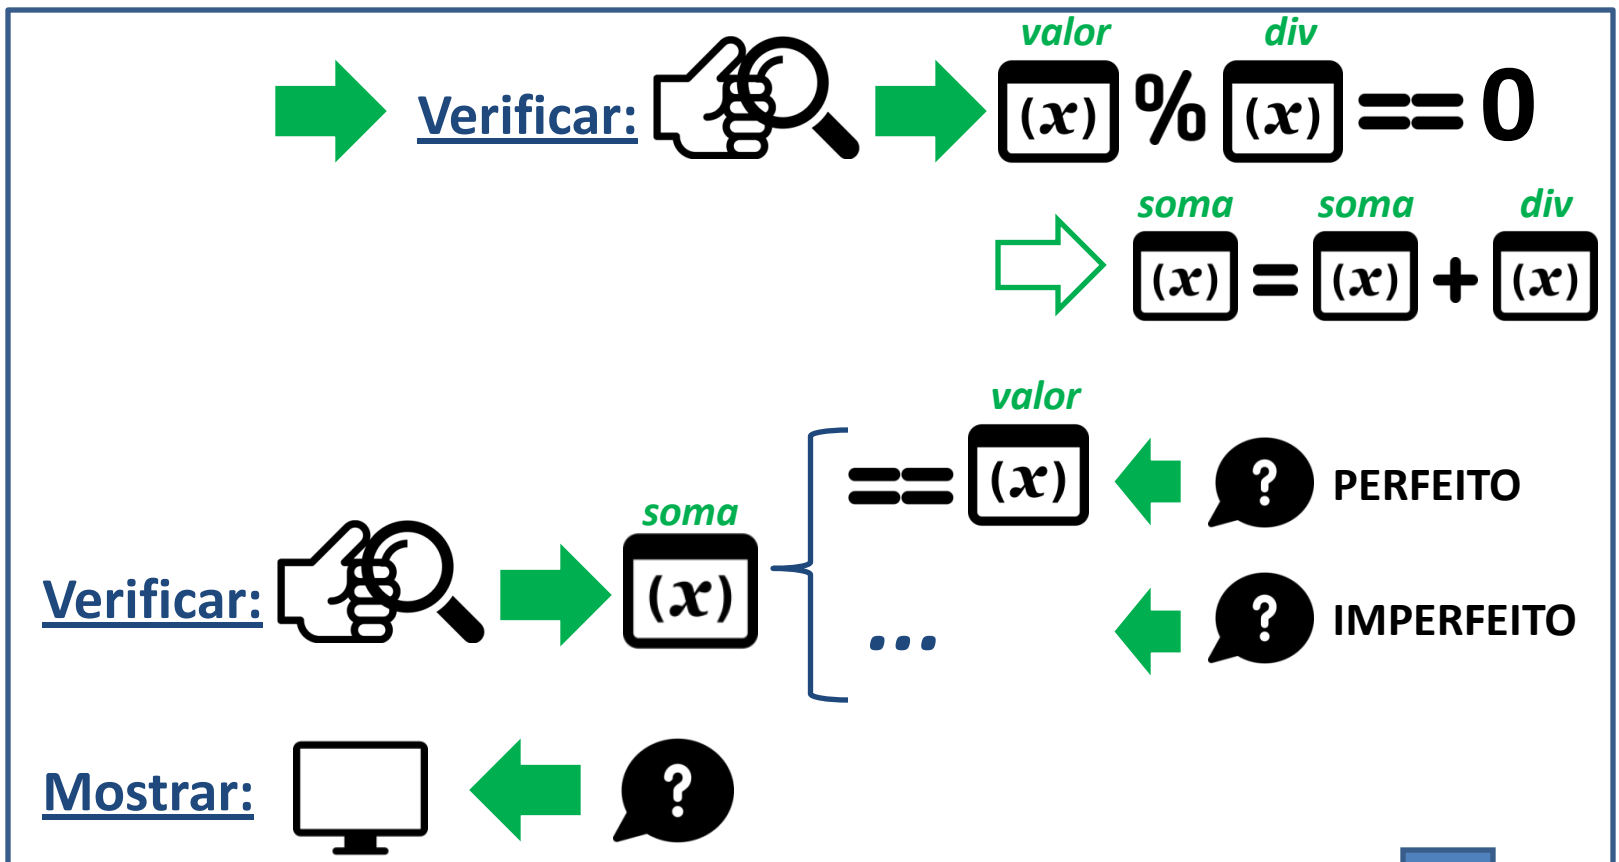 valor div
Verificar: (x) % (x) == 0
soma soma div
(x) = (x) + (x)
valor
== (x) ? PERFEITO
soma
Verificar: (x)
... ? IMPERFEITO
Mostrar: ?